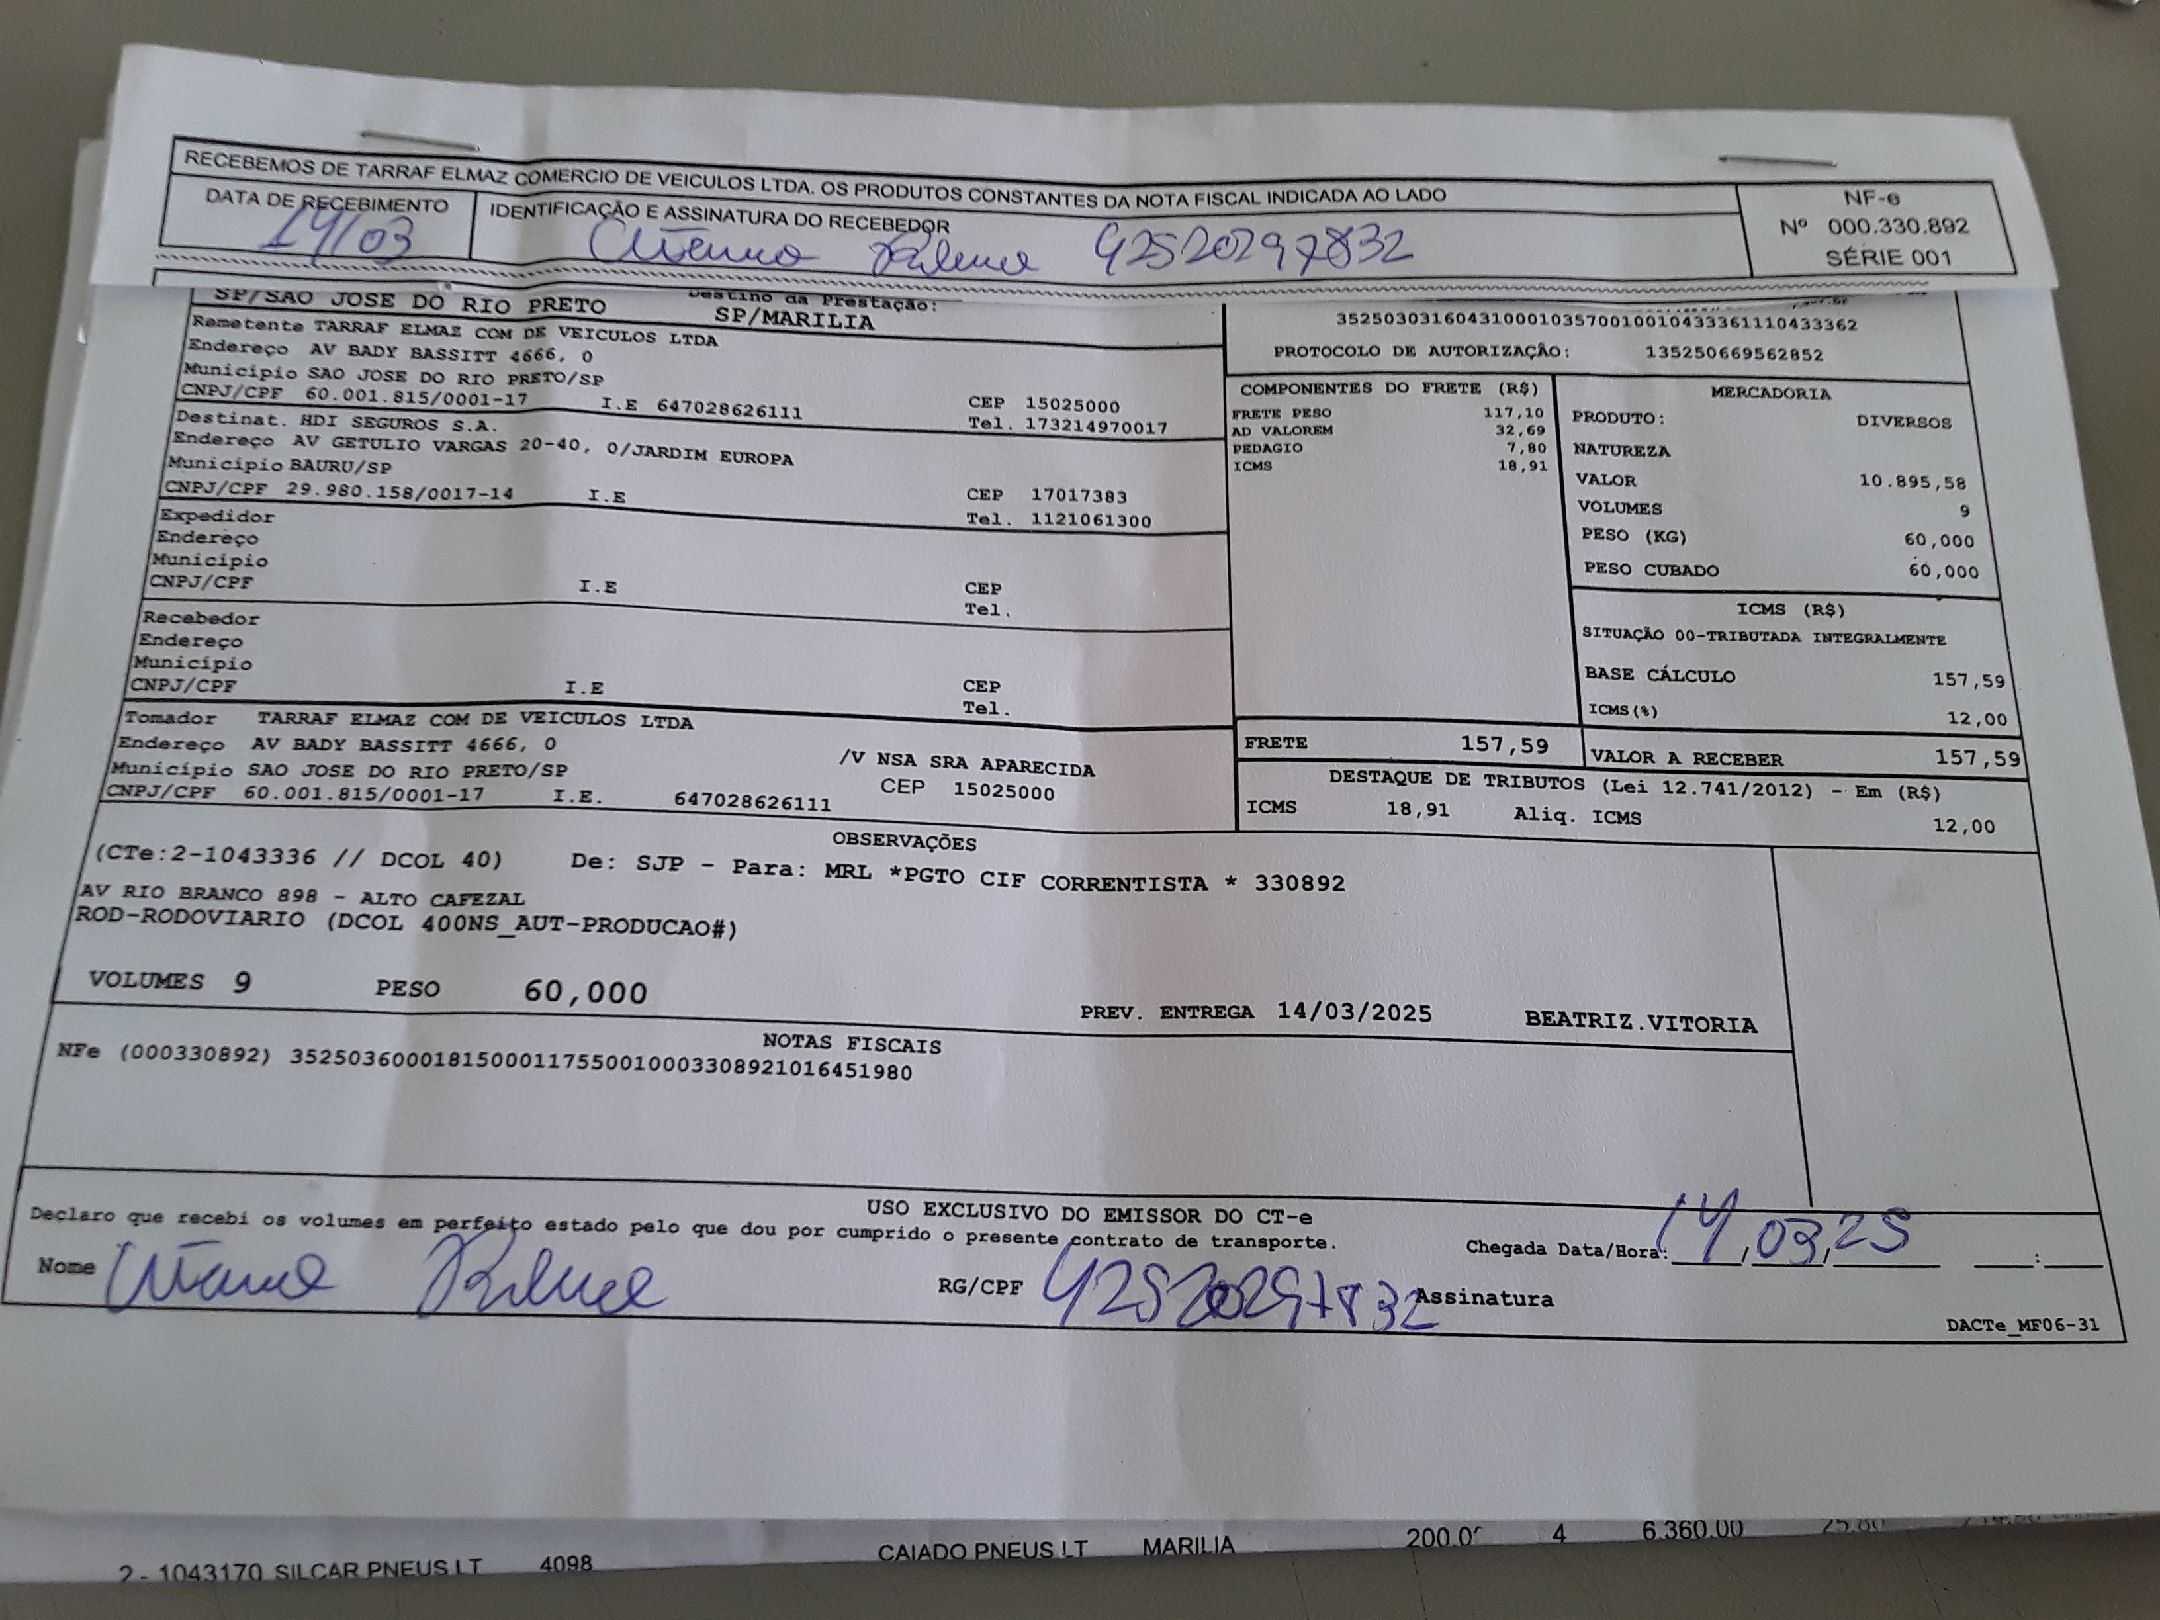 RECEBEMOS DE TARRAF ELMAZ COMERCIO DE VEICULOS LTDA. OS PRODUTOS CONSTANTES DA NOTA FISCAL INDICADA AO LADO
NF-e
Nº 000.330.892
SÉRIE 001
DATA DE RECEBIMENTO
14/03
IDENTIFICAÇÃO E ASSINATURA DO RECEBEDOR
42520297832
SP/SAO JOSE DO RIO PRETO
Destino da Prestação:
SP/MARILIA
Remetente TARRAF ELMAZ COM DE VEICULOS LTDA
Endereço AV BADY BASSITT 4666, 0
Município SAO JOSE DO RIO PRETO/SP
CNPJ/CPF 60.001.815/0001-17 I.E 647028626111
CEP 15025000
Tel. 173214970017
Destinat. HDI SEGUROS S.A.
Endereço AV GETULIO VARGAS 20-40, 0/JARDIM EUROPA
Município BAURU/SP
CNPJ/CPF 29.980.158/0017-14 I.E
CEP 17017383
Tel. 1121061300
Expedidor
Endereço
Município
CNPJ/CPF I.E
CEP
Tel.
Recebedor
Endereço
Município
CNPJ/CPF I.E
CEP
Tel.
Tomador TARRAF ELMAZ COM DE VEICULOS LTDA
Endereço AV BADY BASSITT 4666, 0 /V NSA SRA APARECIDA
Município SAO JOSE DO RIO PRETO/SP CEP 15025000
CNPJ/CPF 60.001.815/0001-17 I.E. 647028626111
35250303160431000103570010010433361110433362
PROTOCOLO DE AUTORIZAÇÃO: 135250669562852
COMPONENTES DO FRETE (R$)
FRETE PESO 117,10
AD VALOREM 32,69
PEDAGIO 7,80
ICMS 18,91
MERCADORIA
PRODUTO: DIVERSOS
NATUREZA
VALOR 10.895,58
VOLUMES 9
PESO (KG) 60,000
PESO CUBADO 60,000
ICMS (R$)
SITUAÇÃO 00-TRIBUTADA INTEGRALMENTE
BASE CÁLCULO 157,59
ICMS(%) 12,00
FRETE 157,59
VALOR A RECEBER 157,59
DESTAQUE DE TRIBUTOS (Lei 12.741/2012) - Em (R$)
ICMS 18,91 Aliq. ICMS 12,00
OBSERVAÇÕES
(CTe:2-1043336 // DCOL 40) De: SJP - Para: MRL *PGTO CIF CORRENTISTA * 330892
AV RIO BRANCO 898 - ALTO CAFEZAL
ROD-RODOVIARIO (DCOL 400NS_AUT-PRODUCAO#)
VOLUMES 9 PESO 60,000
PREV. ENTREGA 14/03/2025 BEATRIZ.VITORIA
NOTAS FISCAIS
NFe (000330892) 35250360001815000117550010003308921016451980
USO EXCLUSIVO DO EMISSOR DO CT-e
Declaro que recebi os volumes em perfeito estado pelo que dou por cumprido o presente contrato de transporte.
Chegada Data/Hora: 14,03,25 :
Nome
RG/CPF 42520297832 Assinatura
DACTe_MF06-31
2 - 1043170 SILCAR PNEUS LT 4098 CAIADO PNEUS LT MARILIA 200.0 4 6.360.00